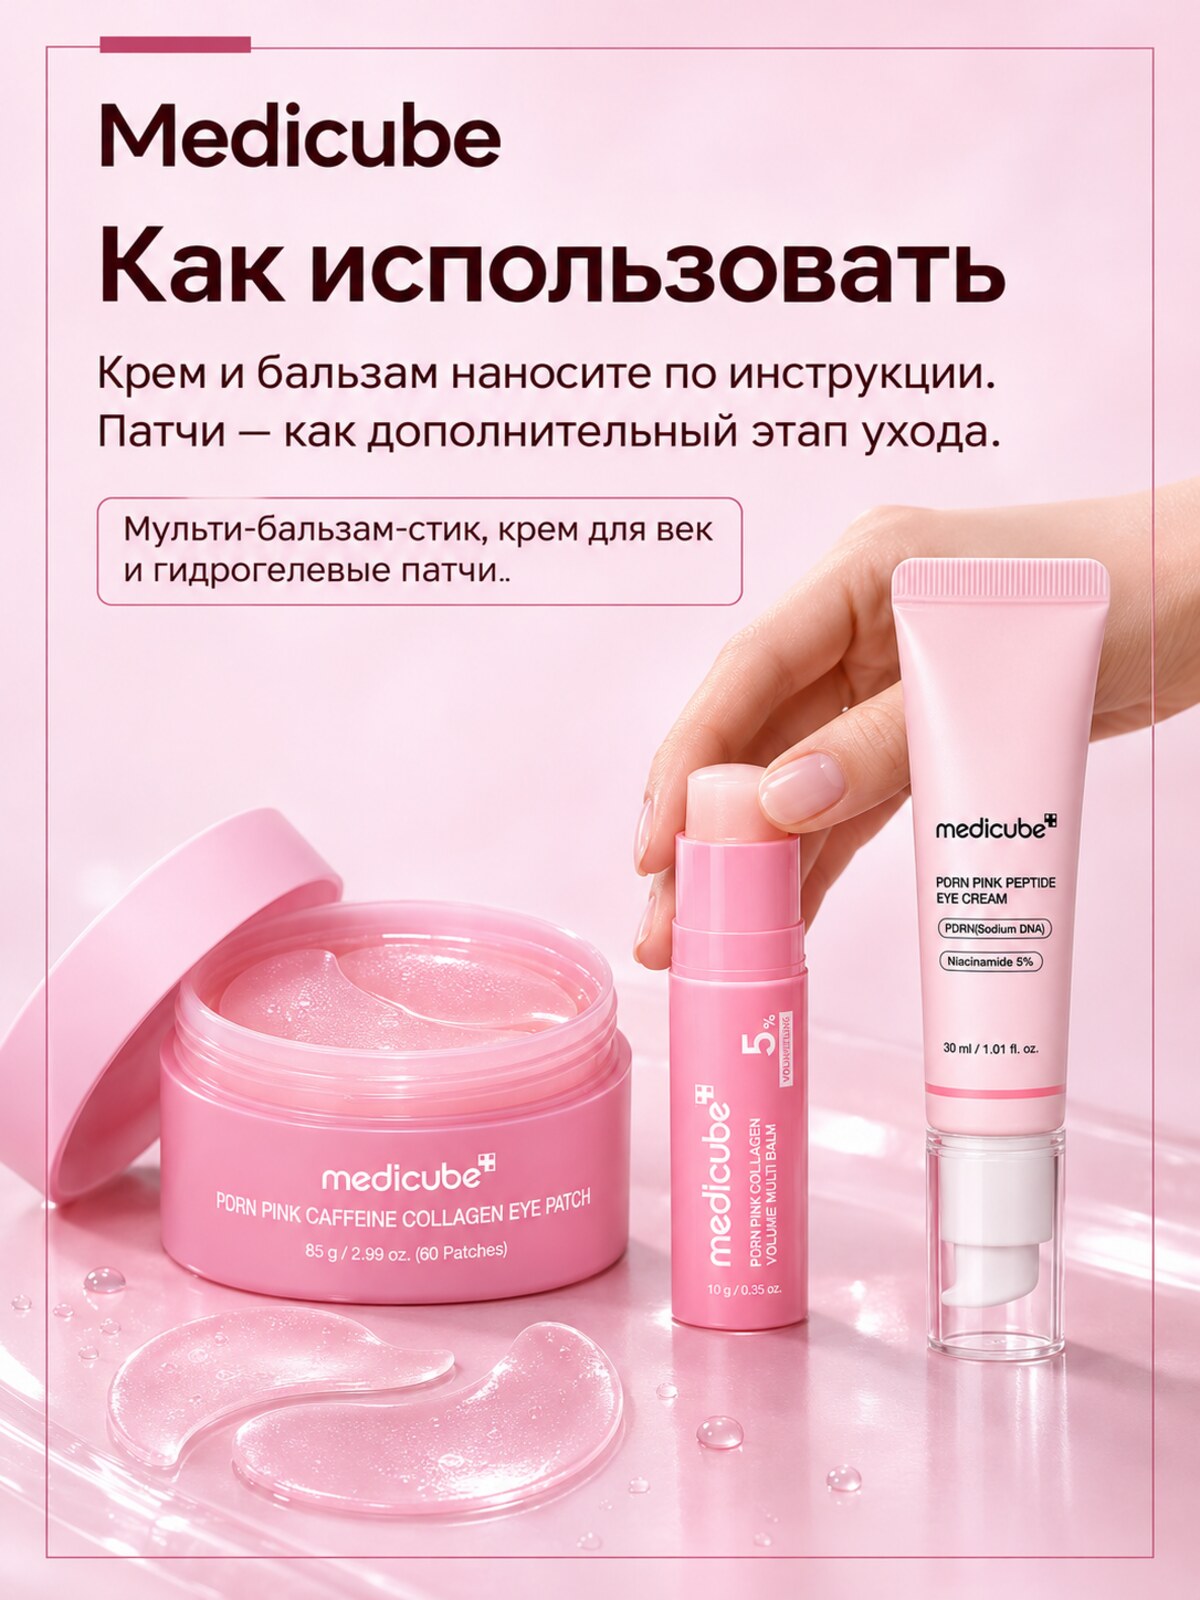 Medicube
Как использовать
Крем и бальзам наносите по инструкции.
Патчи — как дополнительный этап ухода.
Мульти-бальзам-стик, крем для век
и гидрогелевые патчи..
medicube
PORN PINK PEPTIDE
EYE CREAM
PDRN(Sodium DNA)
Niacinamide 5%
30 ml / 1.01 fl. oz.
5%
medicube
PORN PINK COLLAGEN
VOLUME MULTI BALM
10 g / 0.35 oz.
medicube
PORN PINK CAFFEINE COLLAGEN EYE PATCH
85 g / 2.99 oz. (60 Patches)